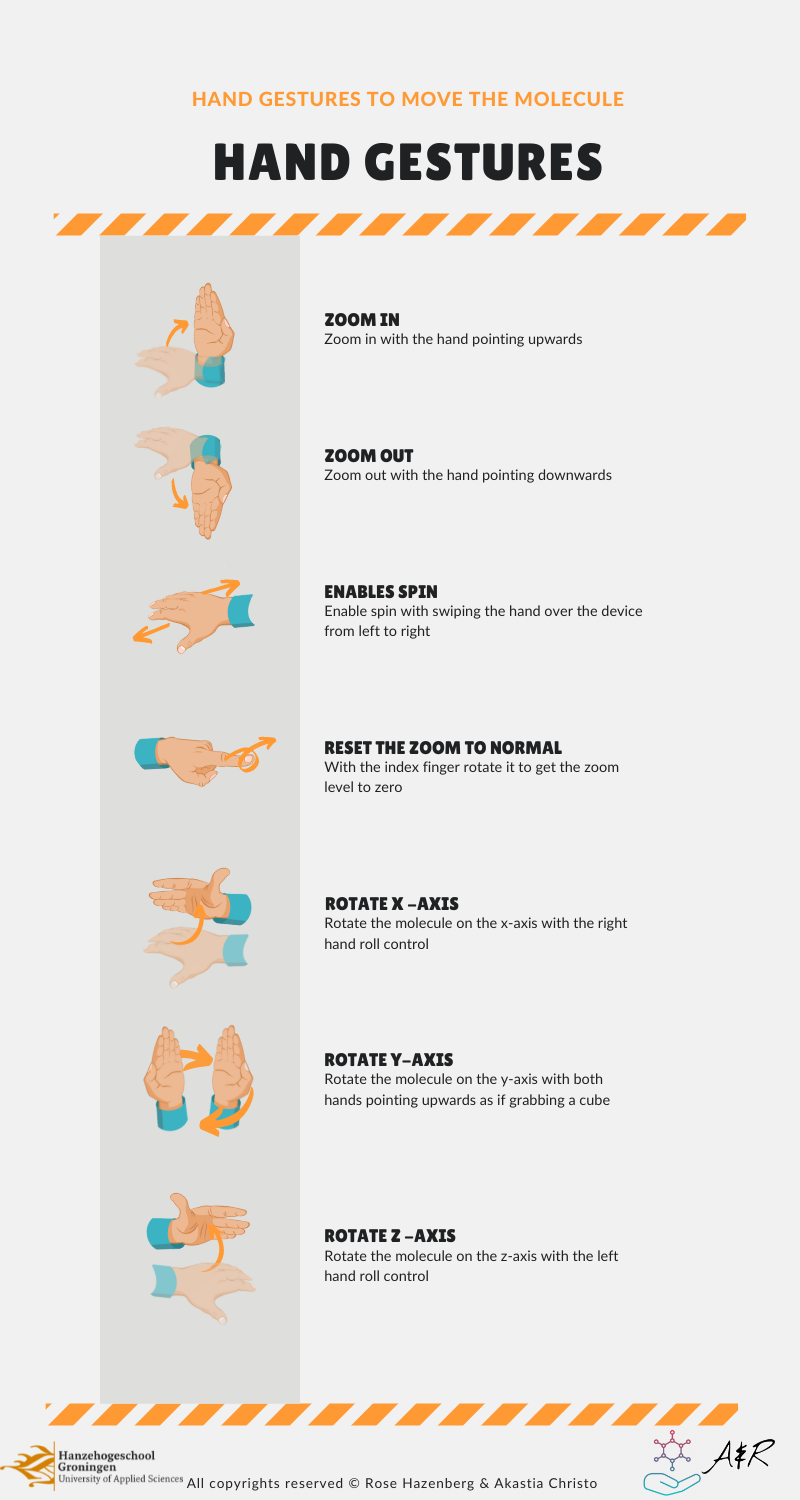 HAND GESTURES TO MOVE THE MOLECULE
HAND GESTURES
ZOOM IN
Zoom in with the hand pointing upwards
ZOOM OUT
Zoom out with the hand pointing downwards
ENABLES SPIN
Enable spin with swiping the hand over the device
from left to right
RESET THE ZOOM TO NORMAL
With the index finger rotate it to get the zoom
level to zero
ROTATE X -AXIS
Rotate the molecule on the x-axis with the right
hand roll control
ROTATE Y-AXIS
Rotate the molecule on the y-axis with both
hands pointing upwards as if grabbing a cube
ROTATE Z -AXIS
Rotate the molecule on the z-axis with the left
hand roll control
Hanzehogeschool
Groningen
University of Applied Sciences
All copyrights reserved © Rose Hazenberg & Akastia Christo
A&R